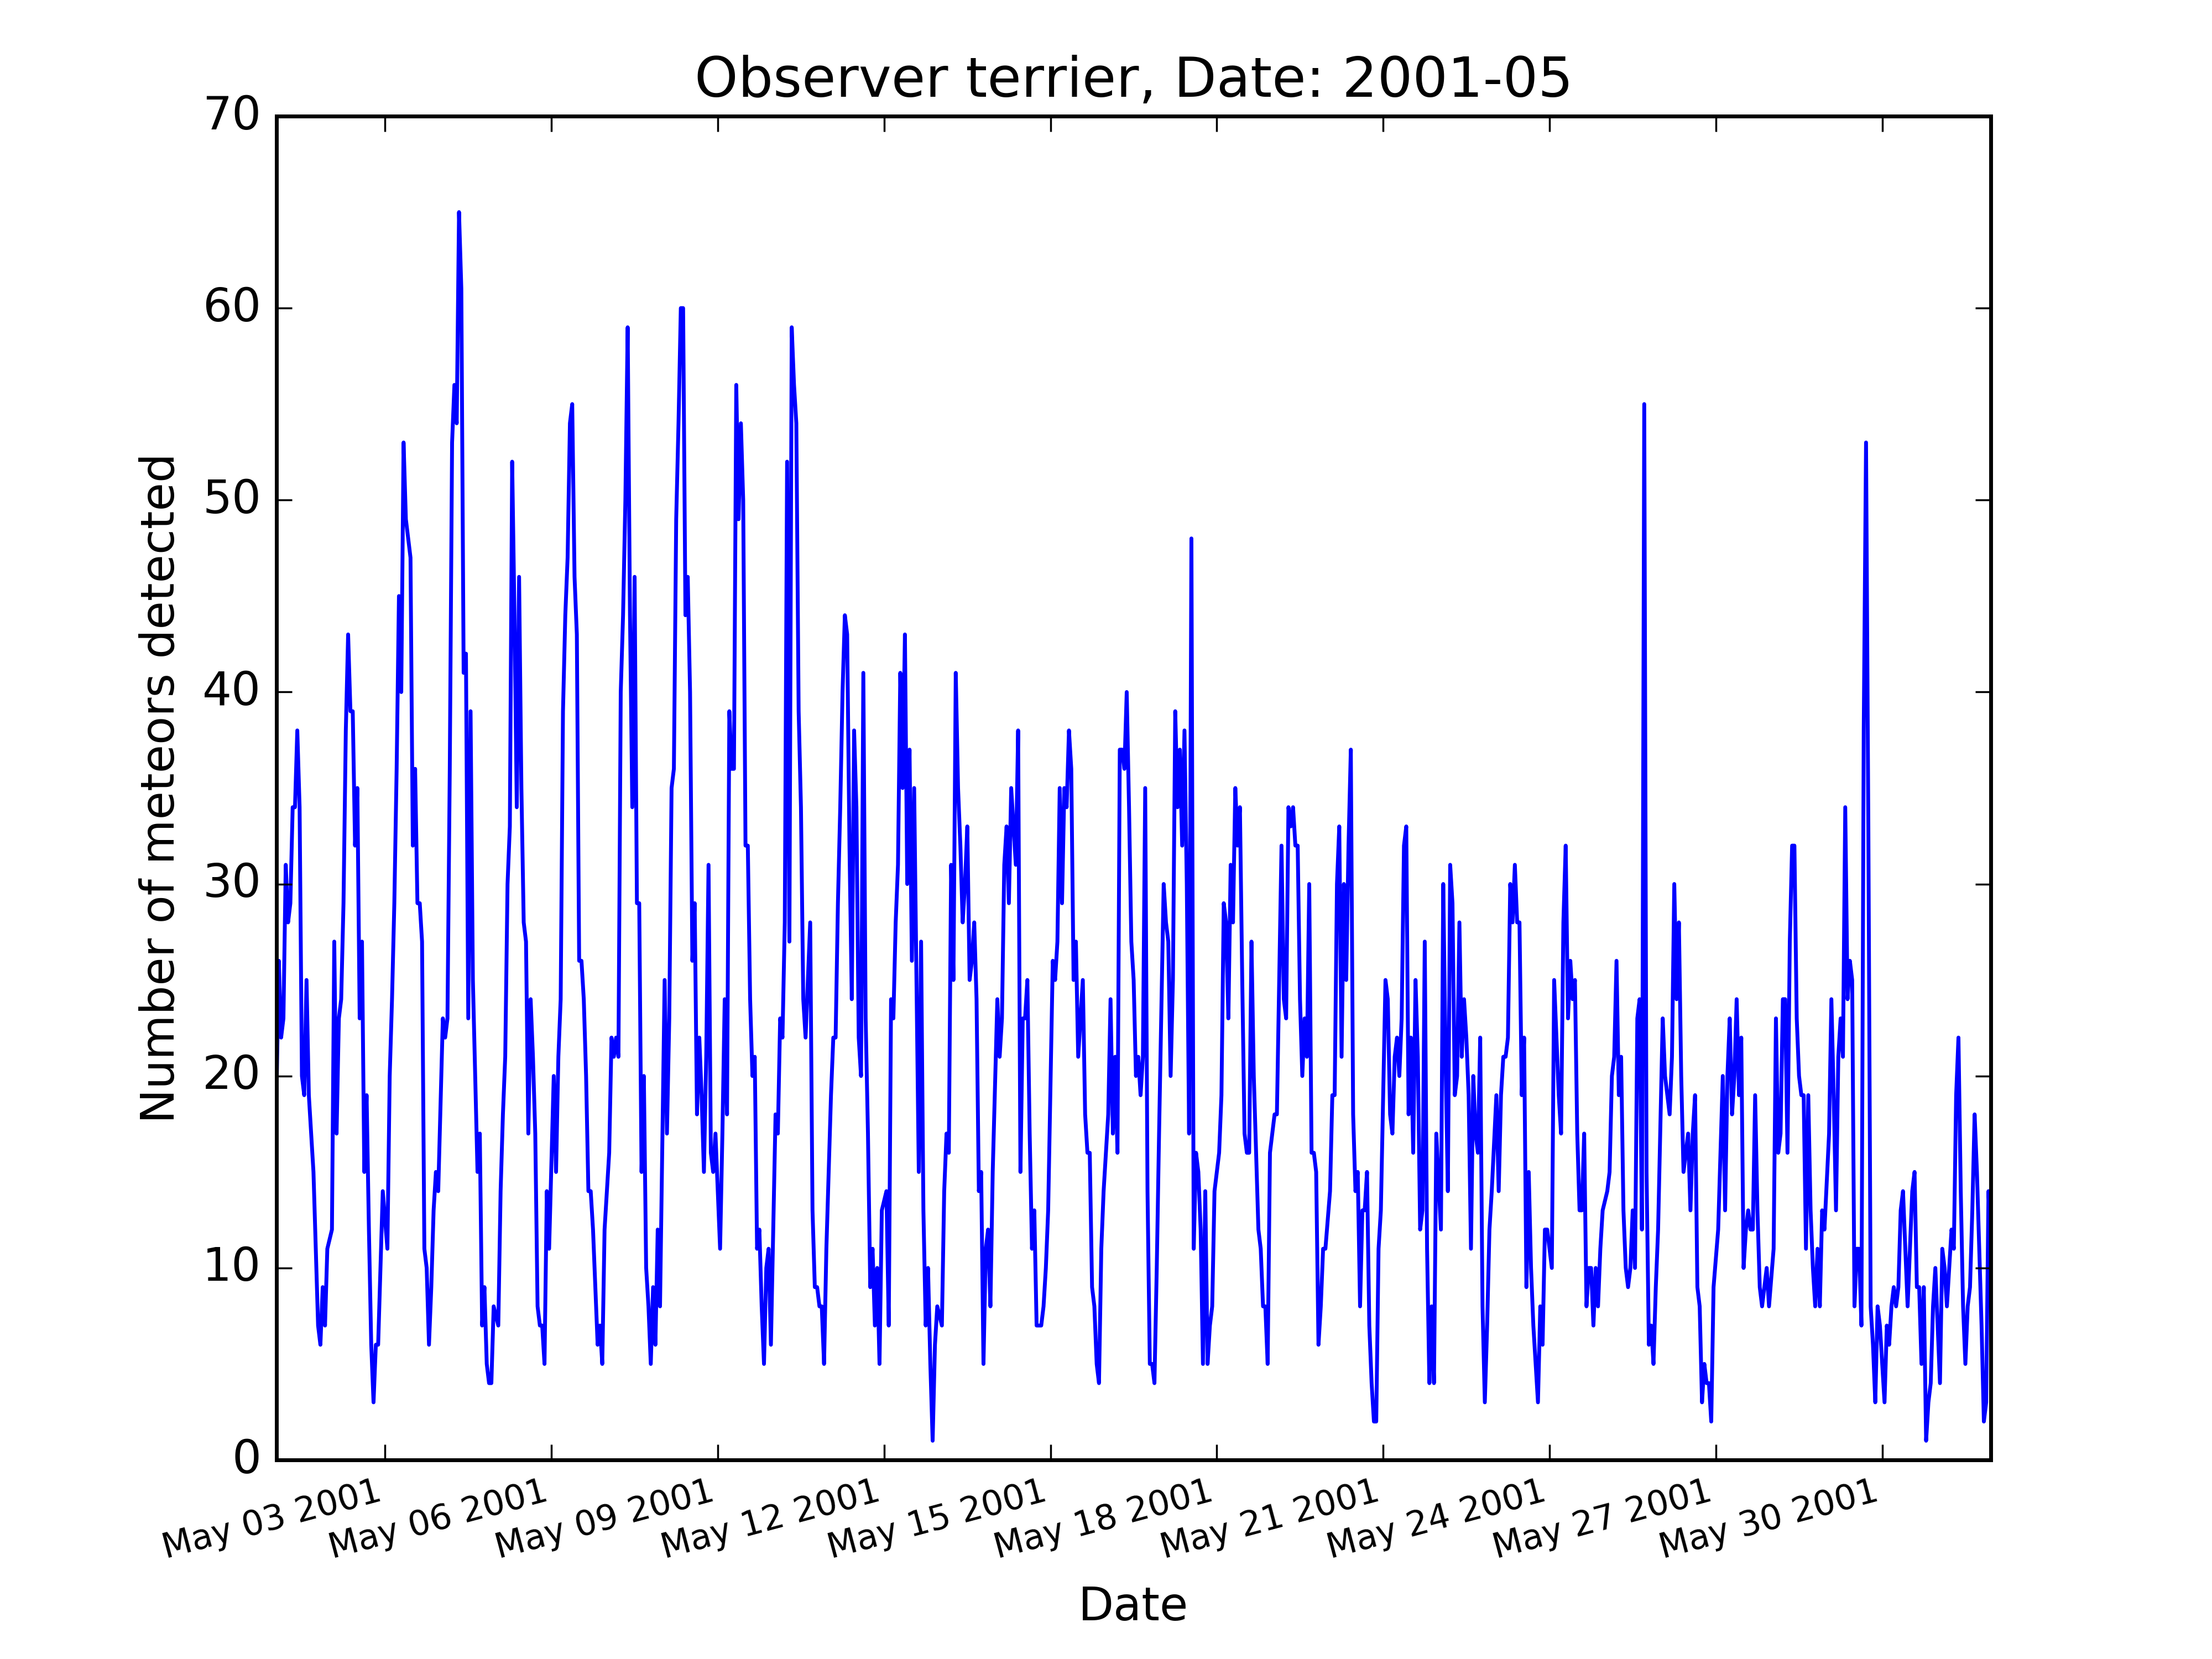 Observer terrier, Date: 2001-05
70
60
50
40
30
20
10
0
Number of meteors detected
May 03 2001
May 06 2001
May 09 2001
May 12 2001
May 15 2001
May 18 2001
May 21 2001
May 24 2001
May 27 2001
May 30 2001
Date